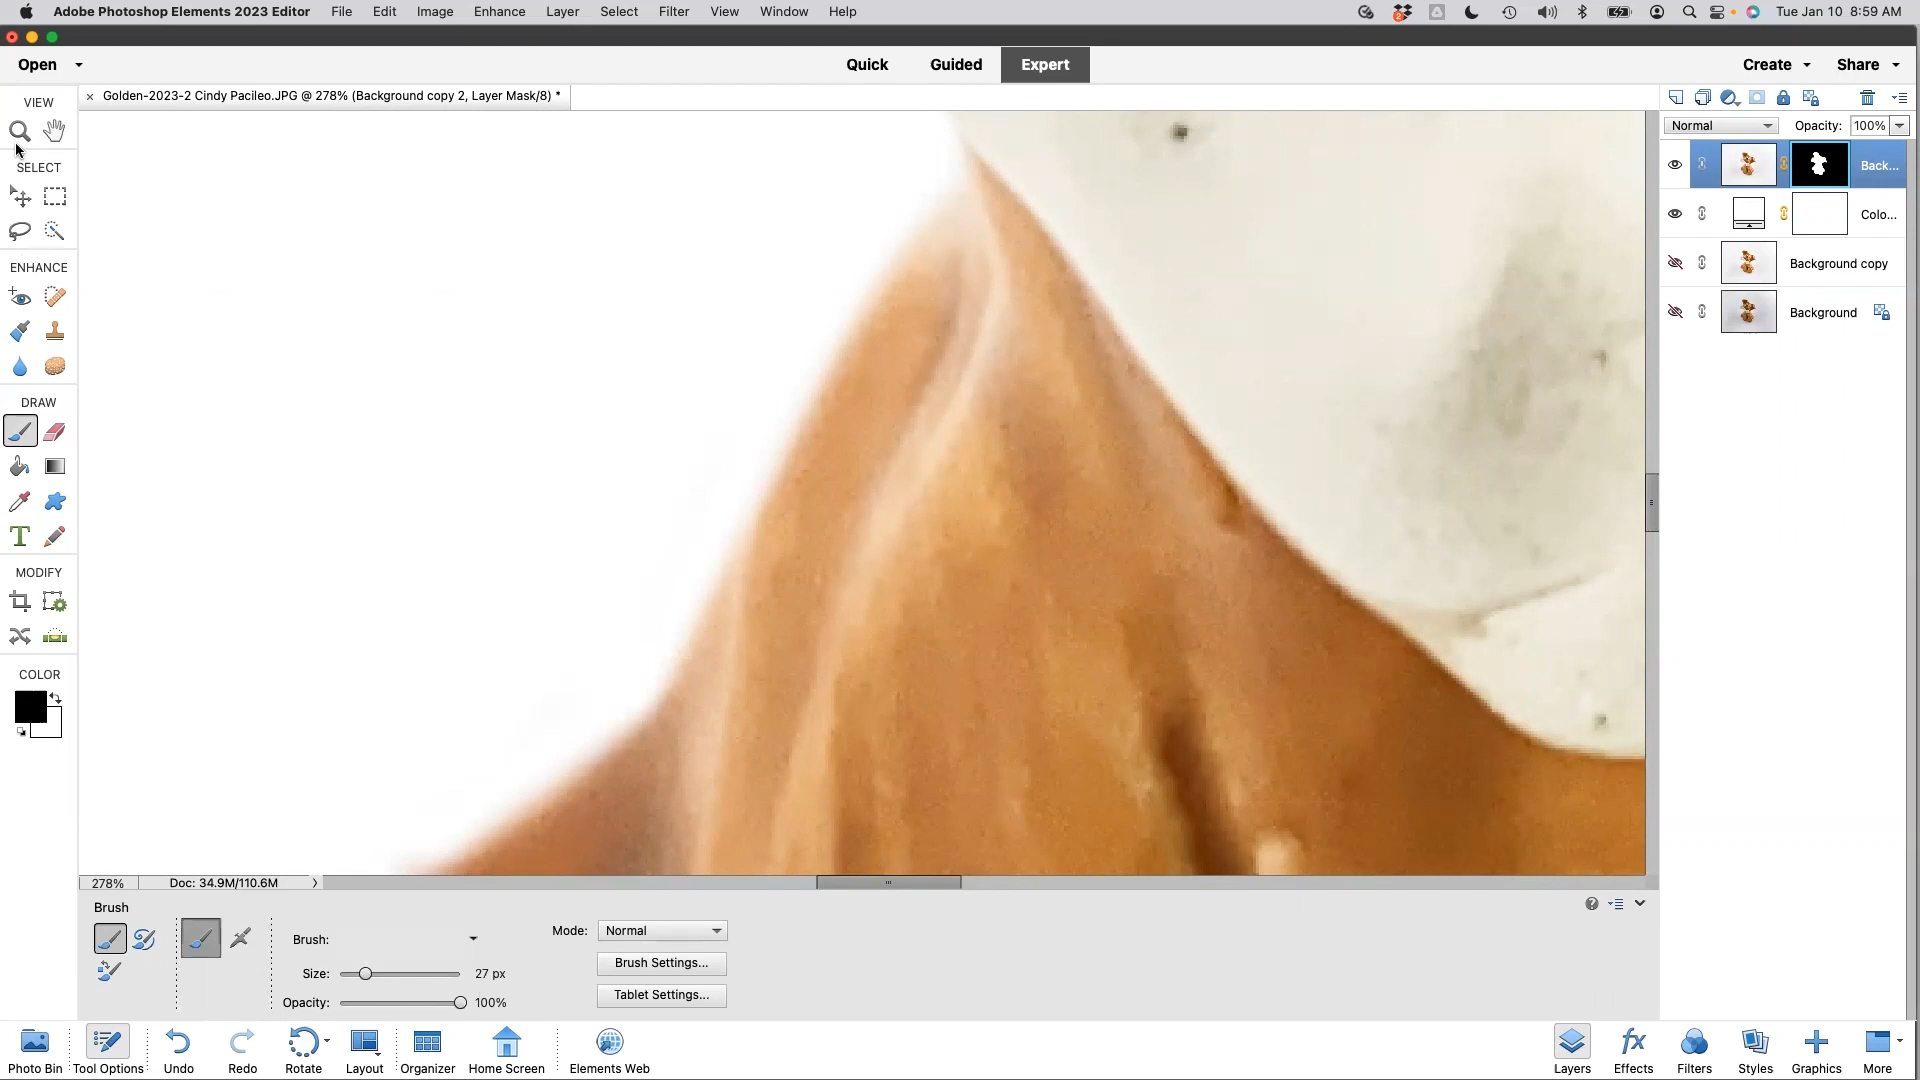 Adobe Photoshop Elements 2023 Editor File Edit Image Enhance Layer Select Filter View Window Help
2
Tue Jan 10 8:59 AM
Open
Quick Guided Expert
Create Share
× Golden-2023-2 Cindy Pacileo.JPG @ 278% (Background copy 2, Layer Mask/8) *
VIEW
SELECT
ENHANCE
DRAW
T
MODIFY
COLOR
Normal Opacity: 100%
Back...
Colo...
Background copy
Background
278% Doc: 34.9M/110.6M
Brush
Brush:
Size: 27 px
Opacity: 100%
Mode: Normal
Brush Settings...
Tablet Settings...
Photo Bin Tool Options Undo Redo Rotate Layout Organizer Home Screen Elements Web
fx
Layers Effects Filters Styles Graphics More